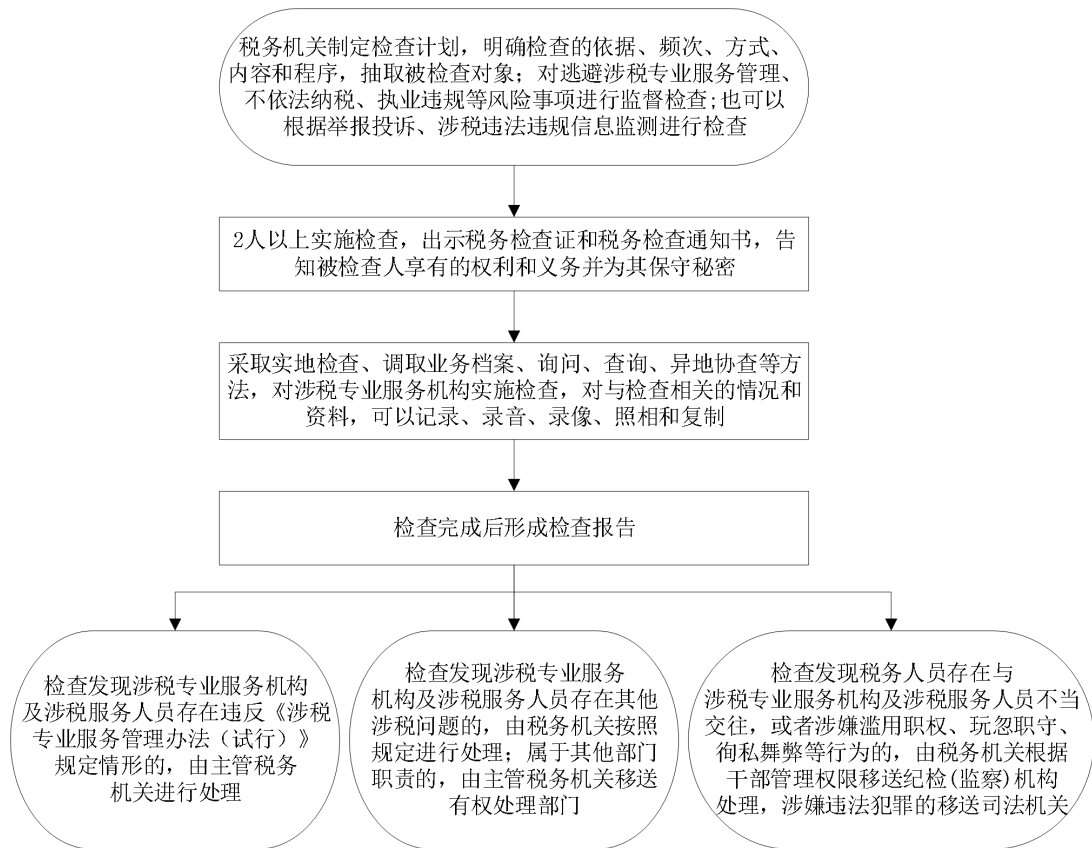 税务机关制定检查计划，明确检查的依据、频次、方式、
内容和程序，抽取被检查对象；对逃避涉税专业服务管理、
不依法纳税、执业违规等风险事项进行监督检查;也可以
根据举报投诉、涉税违法违规信息监测进行检查
2人以上实施检查，出示税务检查证和税务检查通知书，告
知被检查人享有的权利和义务并为其保守秘密
采取实地检查、调取业务档案、询问、查询、异地协查等方
法，对涉税专业服务机构实施检查，对与检查相关的情况和
资料，可以记录、录音、录像、照相和复制
检查完成后形成检查报告
检查发现涉税专业服务机构
及涉税服务人员存在违反《涉税
专业服务管理办法（试行）》
规定情形的，由主管税务
机关进行处理
检查发现涉税专业服务
机构及涉税服务人员存在其他
涉税问题的，由税务机关按照
规定进行处理；属于其他部门
职责的，由主管税务机关移送
有权处理部门
检查发现税务人员存在与
涉税专业服务机构及涉税服务人员不当
交往，或者涉嫌滥用职权、玩忽职守、
徇私舞弊等行为的，由税务机关根据
干部管理权限移送纪检(监察)机构
处理，涉嫌违法犯罪的移送司法机关